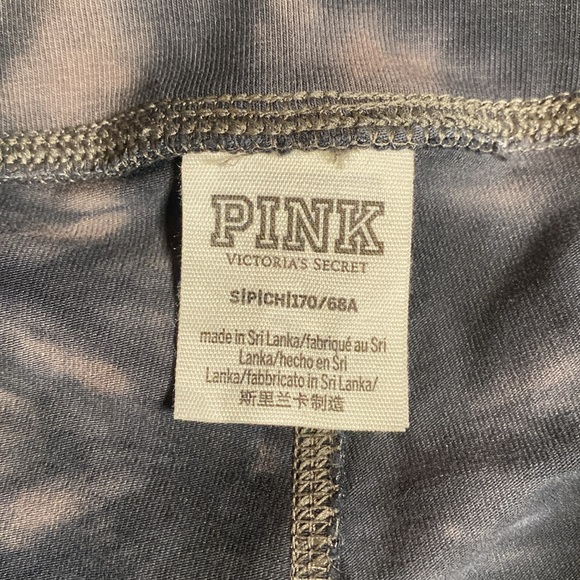 PINK
VICTORIA'S SECRET
S|P|CH|170/68A
made in Sri Lanka/fabriqué au Sri
Lanka/hecho en Sri
Lanka/fabbricato in Sri Lanka/
斯里兰卡制造